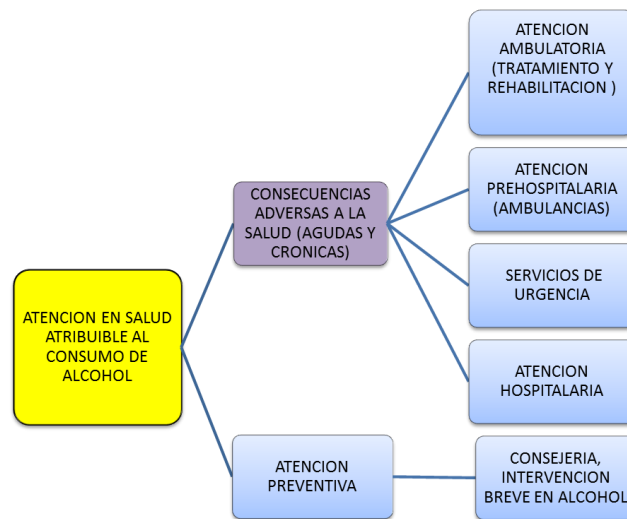 ATENCION EN SALUD
ATRIBUIBLE AL
CONSUMO DE
ALCOHOL
CONSECUENCIAS
ADVERSAS A LA
SALUD (AGUDAS Y
CRONICAS)
ATENCION
AMBULATORIA
(TRATAMIENTO Y
REHABILITACION )
ATENCION
PREHOSPITALARIA
(AMBULANCIAS)
SERVICIOS DE
URGENCIA
ATENCION
HOSPITALARIA
ATENCION
PREVENTIVA
CONSEJERIA,
INTERVENCION
BREVE EN ALCOHOL